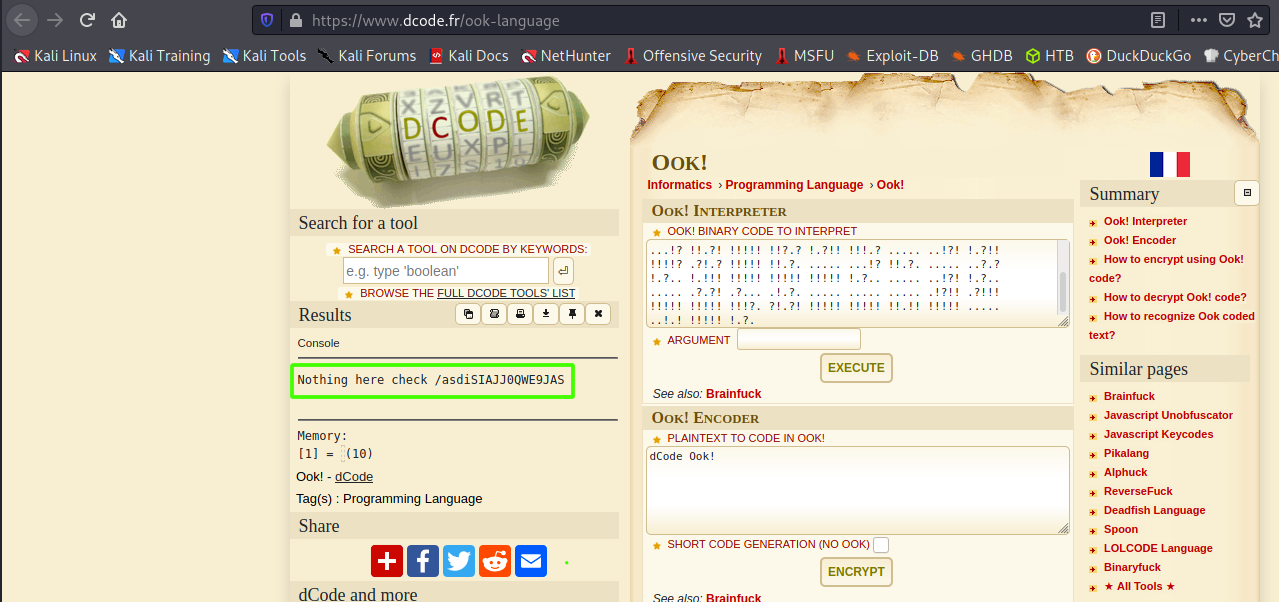 https://www.dcode.fr/ook-language
Kali Linux Kali Training Kali Tools Kali Forums Kali Docs NetHunter Offensive Security MSFU Exploit-DB GHDB HTB DuckDuckGo CyberCh
X Z V R T
D C O D E
E U X P L
Search for a tool
SEARCH A TOOL ON DCODE BY KEYWORDS:
e.g. type 'boolean'
BROWSE THE FULL DCODE TOOLS' LIST
Results
Console
Nothing here check /asdiSIAJJ0QWE9JAS
Memory:
[1] = (10)
Ook! - dCode
Tag(s) : Programming Language
Share
dCode and more
OOK!
Informatics › Programming Language › Ook!
OOK! INTERPRETER
OOK! BINARY CODE TO INTERPRET
...!? !!.?! !!!!! !!?.? !.?!! !!!.? ..... ..!?! !.?!!
!!!!? .?!.? !!!!! !!.?. ..... ...!? !!.?. ..... ..?.?
!.?.. !.!!! !!!!! !!!!! !!!!! !.?.. ..... ..!?! !.?..
..... .?.?! .?... .!.?. ..... ..... ..... .!?!! .?!!!
!!!!! !!!!! !!!?. ?!.?! !!!!! !!!!! !!.!! !!!!! .....
..!.! !!!!! !.?.
ARGUMENT
EXECUTE
See also: Brainfuck
OOK! ENCODER
PLAINTEXT TO CODE IN OOK!
dCode Ook!
SHORT CODE GENERATION (NO OOK)
ENCRYPT
See also: Brainfuck
Summary
Ook! Interpreter
Ook! Encoder
How to encrypt using Ook!
code?
How to decrypt Ook! code?
How to recognize Ook coded
text?
Similar pages
Brainfuck
Javascript Unobfuscator
Javascript Keycodes
Pikalang
Alphuck
ReverseFuck
Deadfish Language
Spoon
LOLCODE Language
Binaryfuck
★ All Tools ★